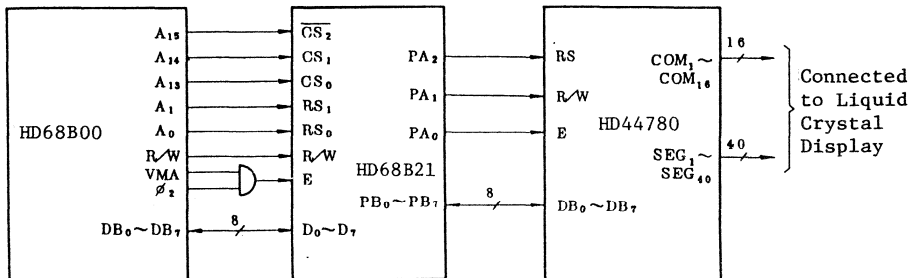 HD68B00
A₁₅
A₁₄
A₁₃
A₁
A₀
R/W
VMA
ø₂
DB₀~DB₇
8
C̅S̅₂
CS₁
CS₀
RS₁
RS₀
R/W
E
D₀~D₇
HD68B21
PA₂
PA₁
PA₀
PB₀~PB₇
8
RS
R/W
E
DB₀~DB₇
HD44780
COM₁~
COM₁₆
SEG₁~
SEG₄₀
16
40
Connected
to Liquid
Crystal
Display